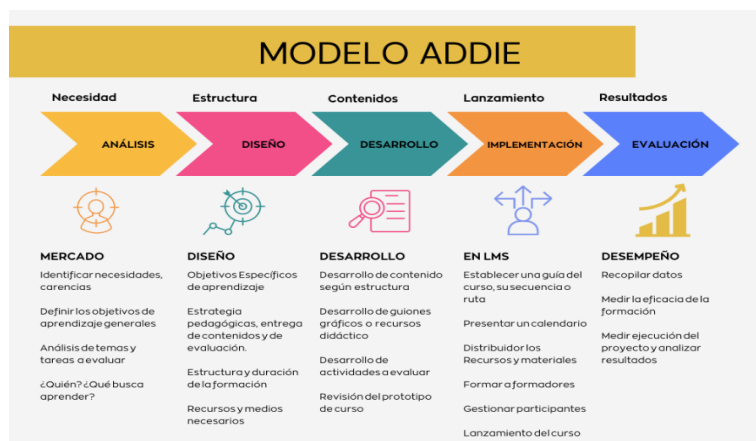 MODELO ADDIE
Necesidad
Estructura
Contenidos
Lanzamiento
Resultados
ANÁLISIS
DISEÑO
DESARROLLO
IMPLEMENTACIÓN
EVALUACIÓN
MERCADO
Identificar necesidades,
carencias
Definir los objetivos de
aprendizaje generales
Análisis de temas y
tareas a evaluar
¿Quién? ¿Qué busca
aprender?
DISEÑO
Objetivos Específicos
de aprendizaje
Estrategia
pedagógicas, entrega
de contenidos y de
evaluación.
Estructura y duración
de la formación
Recursos y medios
necesarios
DESARROLLO
Desarrollo de contenido
según estructura
Desarrollo de guiones
gráficos o recursos
didáctico
Desarrollo de
actividades a evaluar
Revisión del prototipo
de curso
EN LMS
Establecer una guía del
curso, su secuencia o
ruta
Presentar un calendario
Distribuidor los
Recursos y materiales
Formar a formadores
Gestionar participantes
Lanzamiento del curso
DESEMPEÑO
Recopilar datos
Medir la eficacia de la
formación
Medir ejecución del
proyecto y analizar
resultados